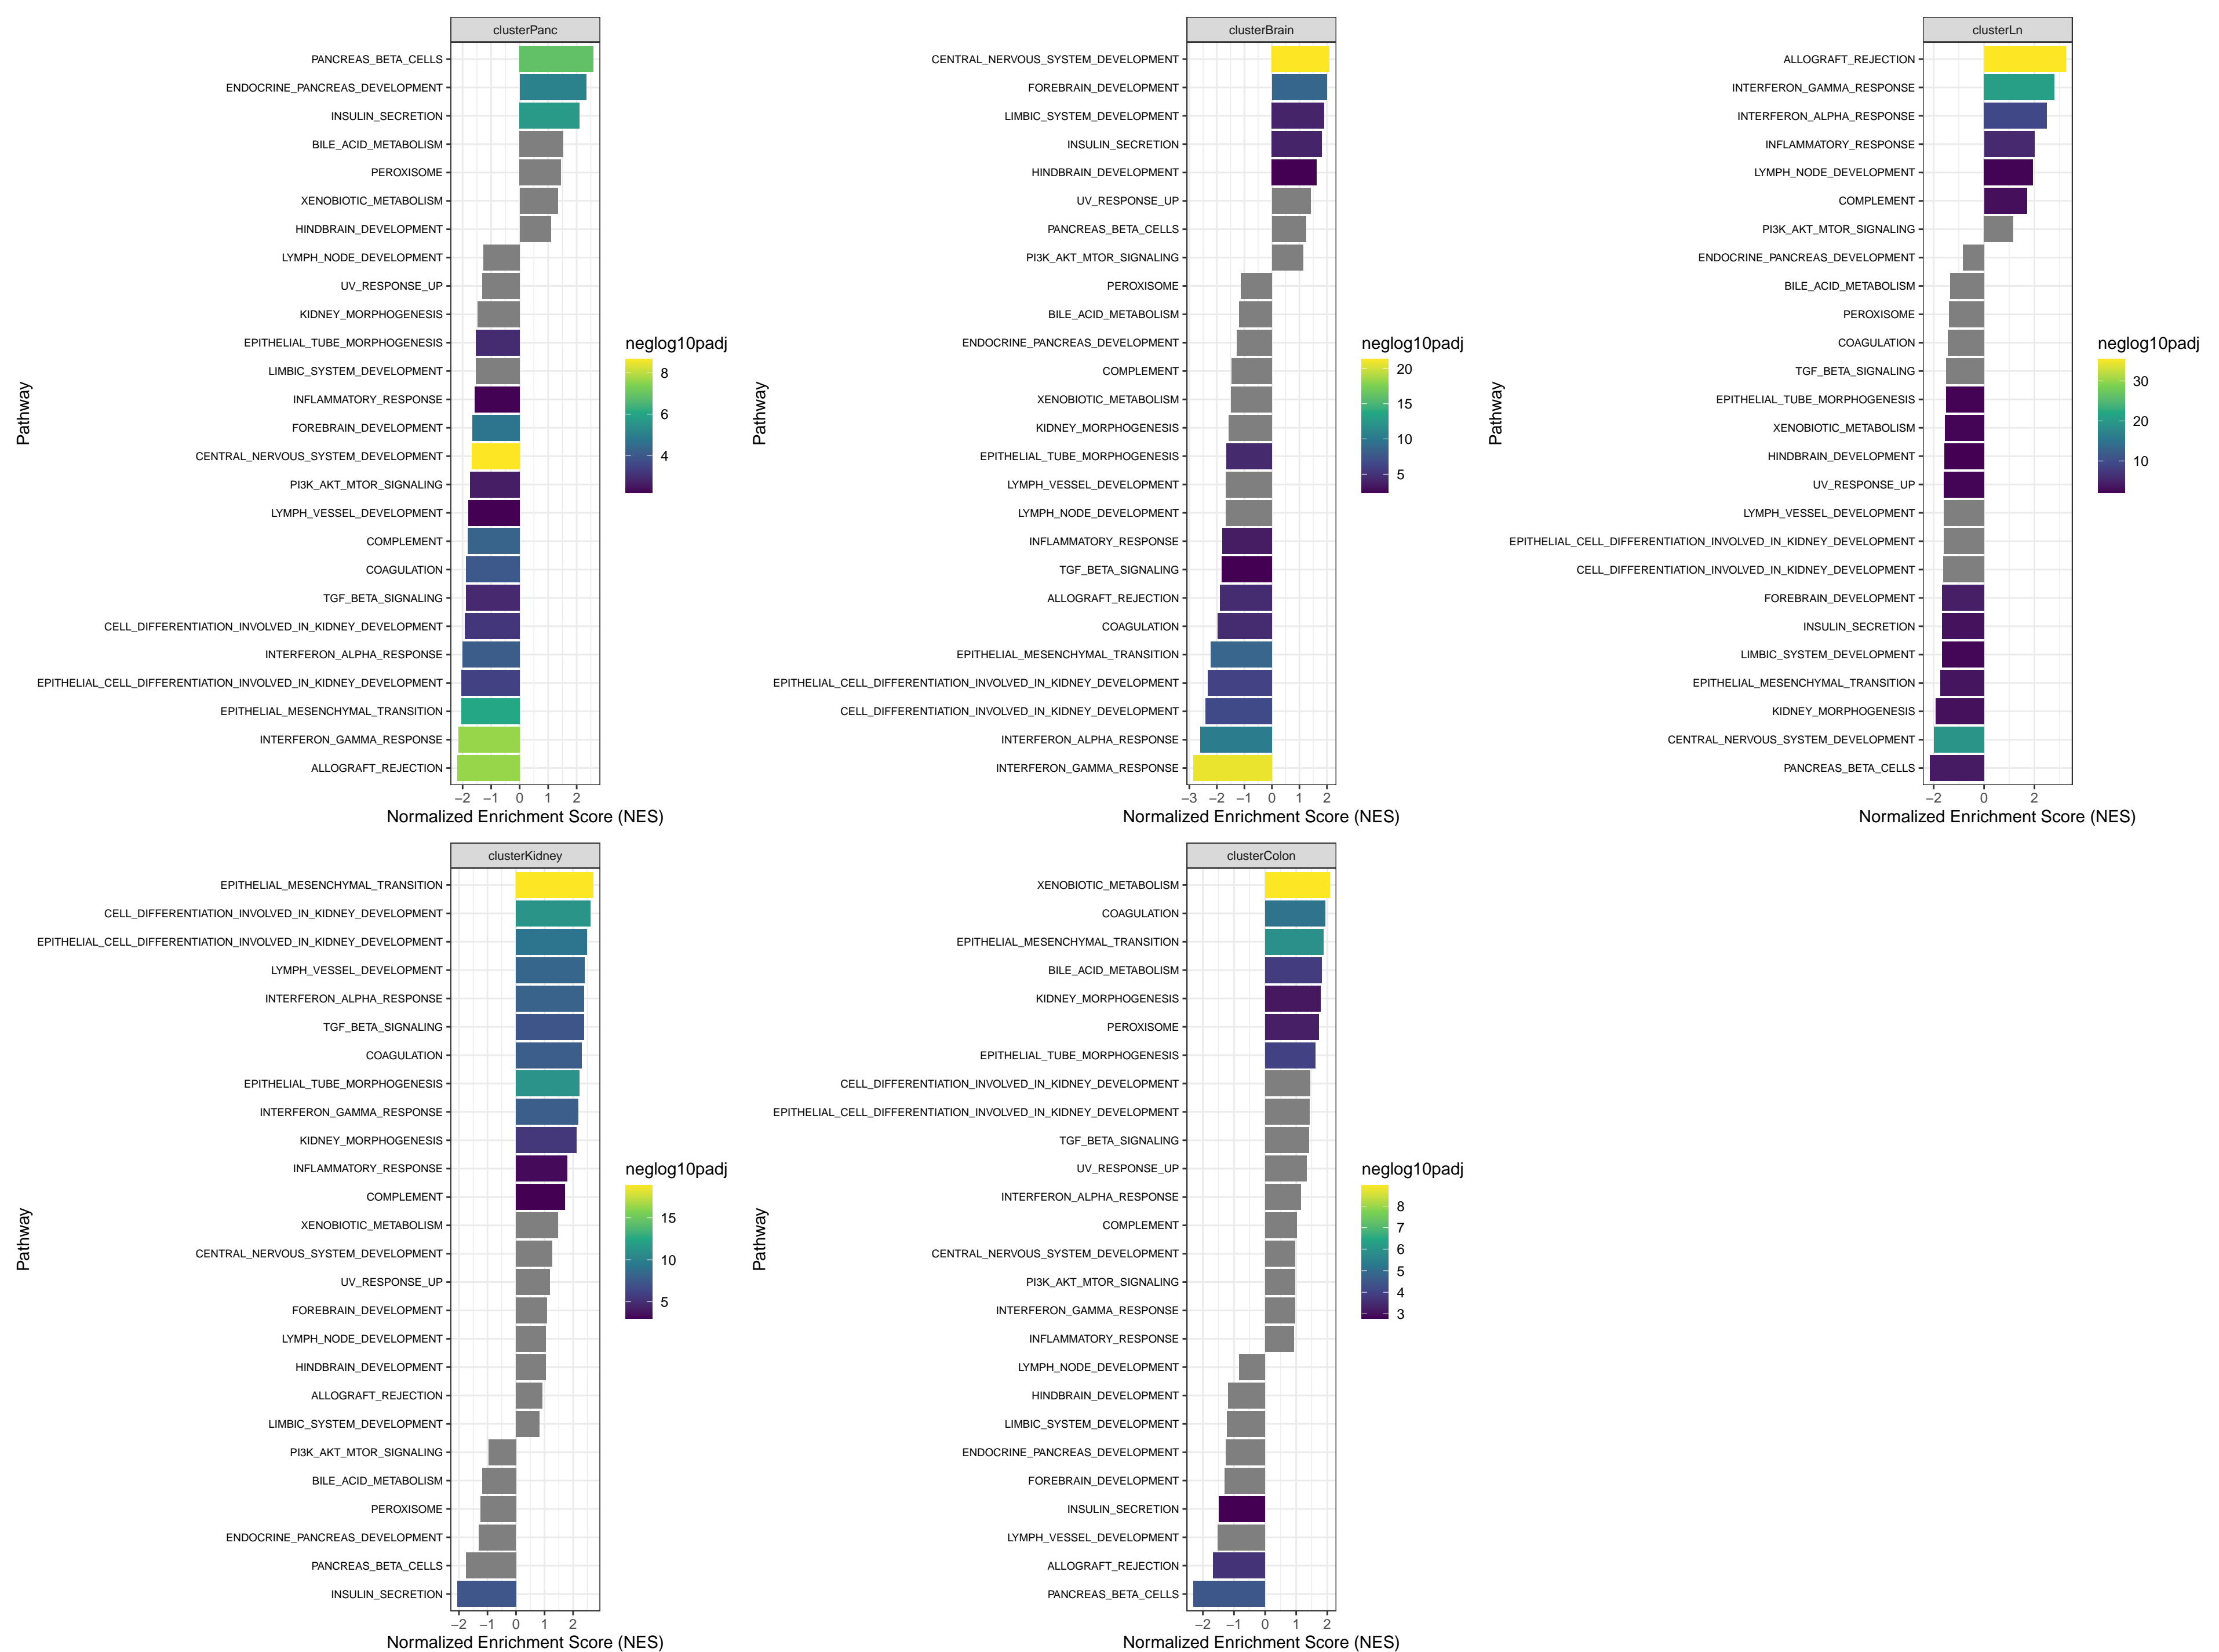 clusterPanc
PANCREAS_BETA_CELLS
ENDOCRINE_PANCREAS_DEVELOPMENT
INSULIN_SECRETION
BILE_ACID_METABOLISM
PEROXISOME
XENOBIOTIC_METABOLISM
HINDBRAIN_DEVELOPMENT
LYMPH_NODE_DEVELOPMENT
UV_RESPONSE_UP
KIDNEY_MORPHOGENESIS
EPITHELIAL_TUBE_MORPHOGENESIS
LIMBIC_SYSTEM_DEVELOPMENT
INFLAMMATORY_RESPONSE
FOREBRAIN_DEVELOPMENT
CENTRAL_NERVOUS_SYSTEM_DEVELOPMENT
PI3K_AKT_MTOR_SIGNALING
LYMPH_VESSEL_DEVELOPMENT
COMPLEMENT
COAGULATION
TGF_BETA_SIGNALING
CELL_DIFFERENTIATION_INVOLVED_IN_KIDNEY_DEVELOPMENT
INTERFERON_ALPHA_RESPONSE
EPITHELIAL_CELL_DIFFERENTIATION_INVOLVED_IN_KIDNEY_DEVELOPMENT
EPITHELIAL_MESENCHYMAL_TRANSITION
INTERFERON_GAMMA_RESPONSE
ALLOGRAFT_REJECTION
−2 −1 0 1 2
Normalized Enrichment Score (NES)
Pathway
neglog10padj
8
6
4
clusterBrain
CENTRAL_NERVOUS_SYSTEM_DEVELOPMENT
FOREBRAIN_DEVELOPMENT
LIMBIC_SYSTEM_DEVELOPMENT
INSULIN_SECRETION
HINDBRAIN_DEVELOPMENT
UV_RESPONSE_UP
PANCREAS_BETA_CELLS
PI3K_AKT_MTOR_SIGNALING
PEROXISOME
BILE_ACID_METABOLISM
ENDOCRINE_PANCREAS_DEVELOPMENT
COMPLEMENT
XENOBIOTIC_METABOLISM
KIDNEY_MORPHOGENESIS
EPITHELIAL_TUBE_MORPHOGENESIS
LYMPH_VESSEL_DEVELOPMENT
LYMPH_NODE_DEVELOPMENT
INFLAMMATORY_RESPONSE
TGF_BETA_SIGNALING
ALLOGRAFT_REJECTION
COAGULATION
EPITHELIAL_MESENCHYMAL_TRANSITION
EPITHELIAL_CELL_DIFFERENTIATION_INVOLVED_IN_KIDNEY_DEVELOPMENT
CELL_DIFFERENTIATION_INVOLVED_IN_KIDNEY_DEVELOPMENT
INTERFERON_ALPHA_RESPONSE
INTERFERON_GAMMA_RESPONSE
−3 −2 −1 0 1 2
Normalized Enrichment Score (NES)
Pathway
neglog10padj
20
15
10
5
clusterLn
ALLOGRAFT_REJECTION
INTERFERON_GAMMA_RESPONSE
INTERFERON_ALPHA_RESPONSE
INFLAMMATORY_RESPONSE
LYMPH_NODE_DEVELOPMENT
COMPLEMENT
PI3K_AKT_MTOR_SIGNALING
ENDOCRINE_PANCREAS_DEVELOPMENT
BILE_ACID_METABOLISM
PEROXISOME
COAGULATION
TGF_BETA_SIGNALING
EPITHELIAL_TUBE_MORPHOGENESIS
XENOBIOTIC_METABOLISM
HINDBRAIN_DEVELOPMENT
UV_RESPONSE_UP
LYMPH_VESSEL_DEVELOPMENT
EPITHELIAL_CELL_DIFFERENTIATION_INVOLVED_IN_KIDNEY_DEVELOPMENT
CELL_DIFFERENTIATION_INVOLVED_IN_KIDNEY_DEVELOPMENT
FOREBRAIN_DEVELOPMENT
INSULIN_SECRETION
LIMBIC_SYSTEM_DEVELOPMENT
EPITHELIAL_MESENCHYMAL_TRANSITION
KIDNEY_MORPHOGENESIS
CENTRAL_NERVOUS_SYSTEM_DEVELOPMENT
PANCREAS_BETA_CELLS
−2 0 2
Normalized Enrichment Score (NES)
Pathway
neglog10padj
30
20
10
clusterKidney
EPITHELIAL_MESENCHYMAL_TRANSITION
CELL_DIFFERENTIATION_INVOLVED_IN_KIDNEY_DEVELOPMENT
EPITHELIAL_CELL_DIFFERENTIATION_INVOLVED_IN_KIDNEY_DEVELOPMENT
LYMPH_VESSEL_DEVELOPMENT
INTERFERON_ALPHA_RESPONSE
TGF_BETA_SIGNALING
COAGULATION
EPITHELIAL_TUBE_MORPHOGENESIS
INTERFERON_GAMMA_RESPONSE
KIDNEY_MORPHOGENESIS
INFLAMMATORY_RESPONSE
COMPLEMENT
XENOBIOTIC_METABOLISM
CENTRAL_NERVOUS_SYSTEM_DEVELOPMENT
UV_RESPONSE_UP
FOREBRAIN_DEVELOPMENT
LYMPH_NODE_DEVELOPMENT
HINDBRAIN_DEVELOPMENT
ALLOGRAFT_REJECTION
LIMBIC_SYSTEM_DEVELOPMENT
PI3K_AKT_MTOR_SIGNALING
BILE_ACID_METABOLISM
PEROXISOME
ENDOCRINE_PANCREAS_DEVELOPMENT
PANCREAS_BETA_CELLS
INSULIN_SECRETION
−2 −1 0 1 2
Normalized Enrichment Score (NES)
Pathway
neglog10padj
15
10
5
clusterColon
XENOBIOTIC_METABOLISM
COAGULATION
EPITHELIAL_MESENCHYMAL_TRANSITION
BILE_ACID_METABOLISM
KIDNEY_MORPHOGENESIS
PEROXISOME
EPITHELIAL_TUBE_MORPHOGENESIS
CELL_DIFFERENTIATION_INVOLVED_IN_KIDNEY_DEVELOPMENT
EPITHELIAL_CELL_DIFFERENTIATION_INVOLVED_IN_KIDNEY_DEVELOPMENT
TGF_BETA_SIGNALING
UV_RESPONSE_UP
INTERFERON_ALPHA_RESPONSE
COMPLEMENT
CENTRAL_NERVOUS_SYSTEM_DEVELOPMENT
PI3K_AKT_MTOR_SIGNALING
INTERFERON_GAMMA_RESPONSE
INFLAMMATORY_RESPONSE
LYMPH_NODE_DEVELOPMENT
HINDBRAIN_DEVELOPMENT
LIMBIC_SYSTEM_DEVELOPMENT
ENDOCRINE_PANCREAS_DEVELOPMENT
FOREBRAIN_DEVELOPMENT
INSULIN_SECRETION
LYMPH_VESSEL_DEVELOPMENT
ALLOGRAFT_REJECTION
PANCREAS_BETA_CELLS
−2 −1 0 1 2
Normalized Enrichment Score (NES)
Pathway
neglog10padj
8
7
6
5
4
3